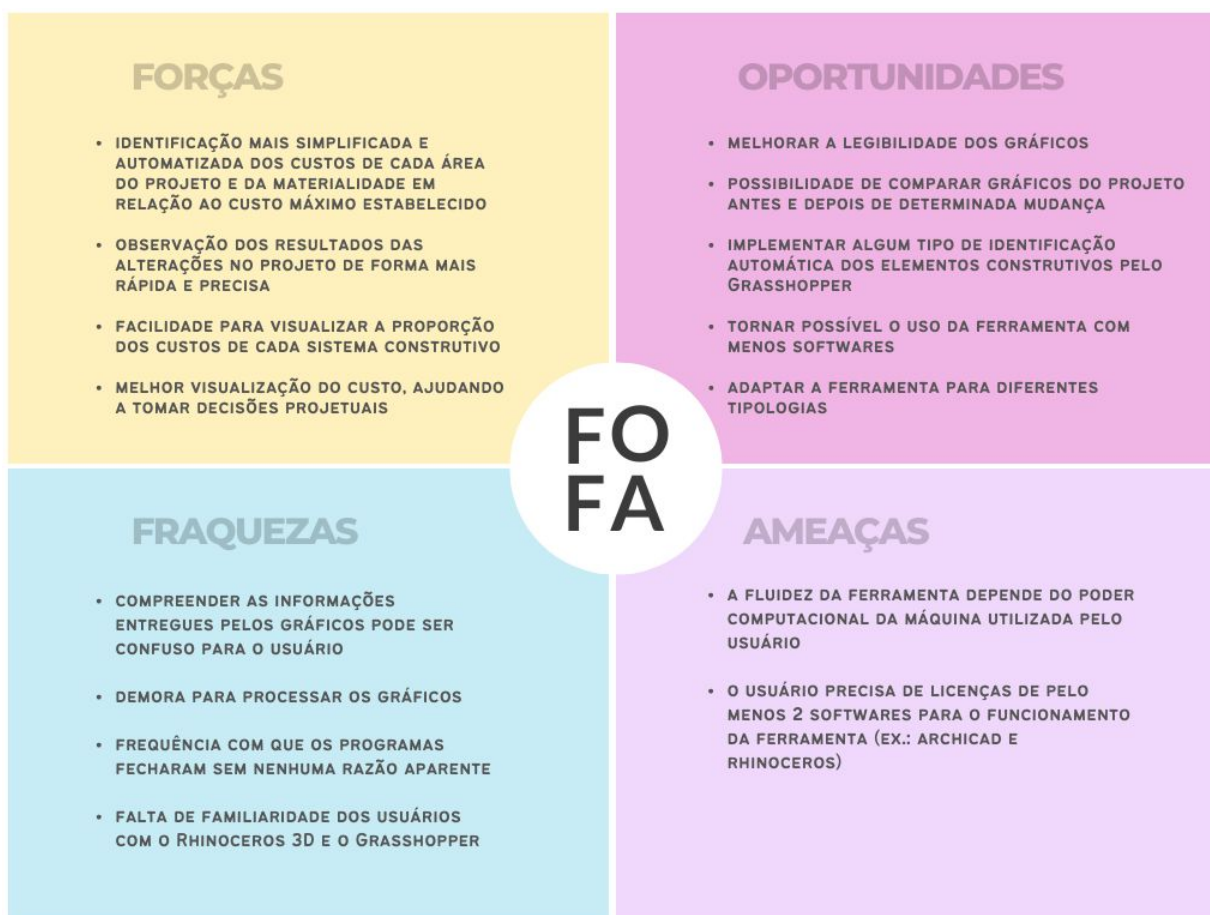 FORÇAS
• IDENTIFICAÇÃO MAIS SIMPLIFICADA E
AUTOMATIZADA DOS CUSTOS DE CADA ÁREA
DO PROJETO E DA MATERIALIDADE EM
RELAÇÃO AO CUSTO MÁXIMO ESTABELECIDO
• OBSERVAÇÃO DOS RESULTADOS DAS
ALTERAÇÕES NO PROJETO DE FORMA MAIS
RÁPIDA E PRECISA
• FACILIDADE PARA VISUALIZAR A PROPORÇÃO
DOS CUSTOS DE CADA SISTEMA CONSTRUTIVO
• MELHOR VISUALIZAÇÃO DO CUSTO, AJUDANDO
A TOMAR DECISÕES PROJETUAIS
OPORTUNIDADES
• MELHORAR A LEGIBILIDADE DOS GRÁFICOS
• POSSIBILIDADE DE COMPARAR GRÁFICOS DO PROJETO
ANTES E DEPOIS DE DETERMINADA MUDANÇA
• IMPLEMENTAR ALGUM TIPO DE IDENTIFICAÇÃO
AUTOMÁTICA DOS ELEMENTOS CONSTRUTIVOS PELO
GRASSHOPPER
• TORNAR POSSÍVEL O USO DA FERRAMENTA COM
MENOS SOFTWARES
• ADAPTAR A FERRAMENTA PARA DIFERENTES
TIPOLOGIAS
FO
FA
FRAQUEZAS
• COMPREENDER AS INFORMAÇÕES
ENTREGUES PELOS GRÁFICOS PODE SER
CONFUSO PARA O USUÁRIO
• DEMORA PARA PROCESSAR OS GRÁFICOS
• FREQUÊNCIA COM QUE OS PROGRAMAS
FECHARAM SEM NENHUMA RAZÃO APARENTE
• FALTA DE FAMILIARIDADE DOS USUÁRIOS
COM O RHINOCEROS 3D E O GRASSHOPPER
AMEAÇAS
• A FLUIDEZ DA FERRAMENTA DEPENDE DO PODER
COMPUTACIONAL DA MÁQUINA UTILIZADA PELO
USUÁRIO
• O USUÁRIO PRECISA DE LICENÇAS DE PELO
MENOS 2 SOFTWARES PARA O FUNCIONAMENTO
DA FERRAMENTA (EX.: ARCHICAD E
RHINOCEROS)